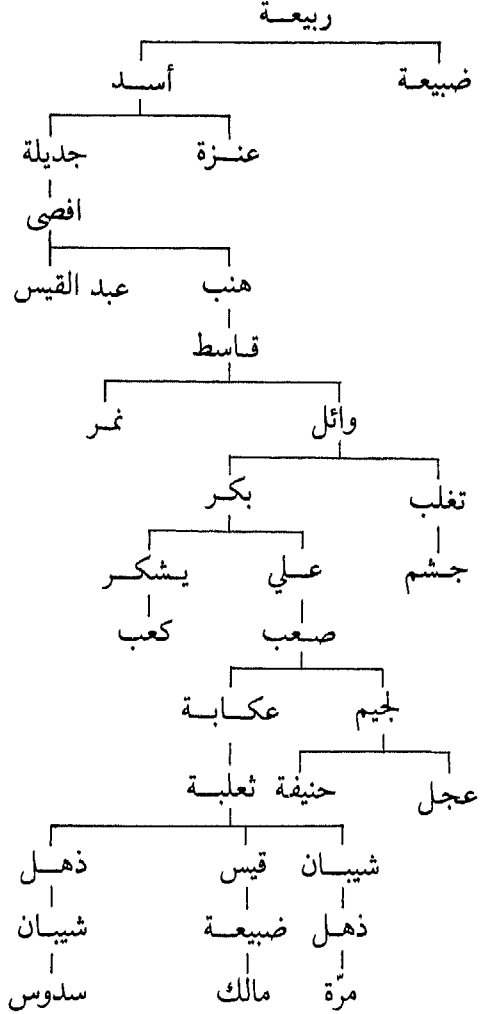 ربيعة
ضبيعة أسد
عنزة جديلة
افصى
هنب عبد القيس
قاسط
وائل نمر
تغلب بكر
جشم علي يشكر
صعب كعب
لجيم عكابة
عجل حنيفة ثعلبة
شيبان قيس ذهل
ذهل ضبيعة شيبان
مرّة مالك سدوس